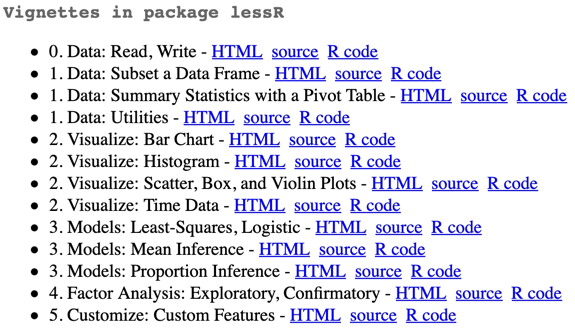 Vignettes in package lessR
• 0. Data: Read, Write - HTML source R code
• 1. Data: Subset a Data Frame - HTML source R code
• 1. Data: Summary Statistics with a Pivot Table - HTML source R code
• 1. Data: Utilities - HTML source R code
• 2. Visualize: Bar Chart - HTML source R code
• 2. Visualize: Histogram - HTML source R code
• 2. Visualize: Scatter, Box, and Violin Plots - HTML source R code
• 2. Visualize: Time Data - HTML source R code
• 3. Models: Least-Squares, Logistic - HTML source R code
• 3. Models: Mean Inference - HTML source R code
• 3. Models: Proportion Inference - HTML source R code
• 4. Factor Analysis: Exploratory, Confirmatory - HTML source R code
• 5. Customize: Custom Features - HTML source R code